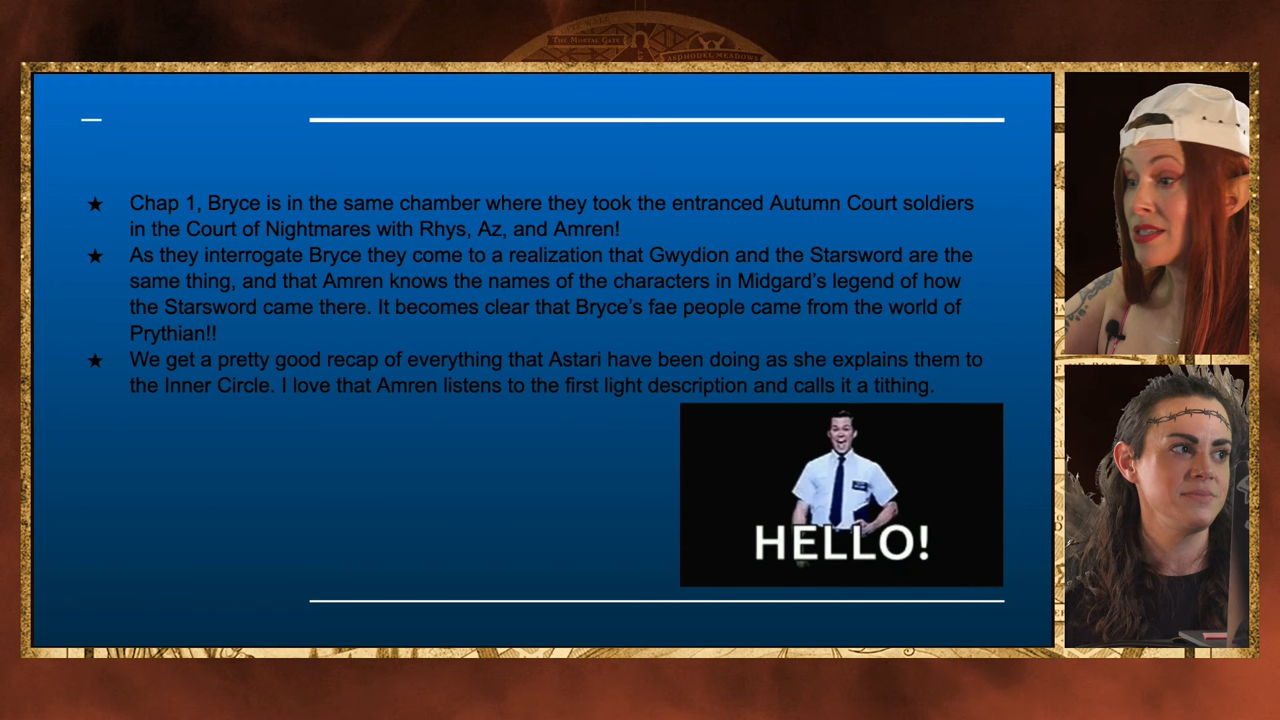 THE MORTAL GATE
ASPHODEL MEADOWS
★ Chap 1, Bryce is in the same chamber where they took the entranced Autumn Court soldiers
in the Court of Nightmares with Rhys, Az, and Amren!
★ As they interrogate Bryce they come to a realization that Gwydion and the Starsword are the
same thing, and that Amren knows the names of the characters in Midgard's legend of how
the Starsword came there. It becomes clear that Bryce's fae people came from the world of
Prythian!!
★ We get a pretty good recap of everything that Astari have been doing as she explains them to
the Inner Circle. I love that Amren listens to the first light description and calls it a tithing.
HELLO!